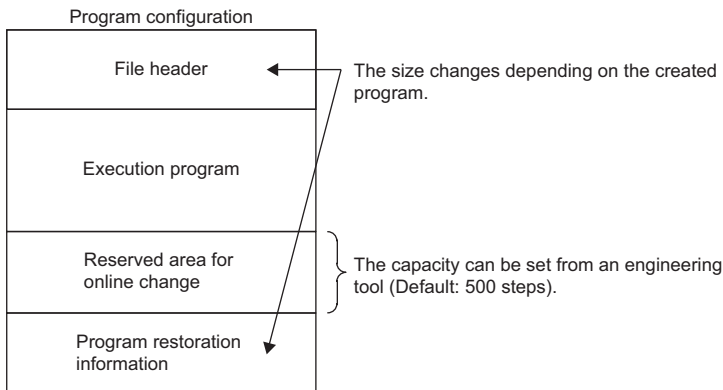 Program configuration
File header
The size changes depending on the created
program.
Execution program
Reserved area for
online change
The capacity can be set from an engineering
tool (Default: 500 steps).
Program restoration
information